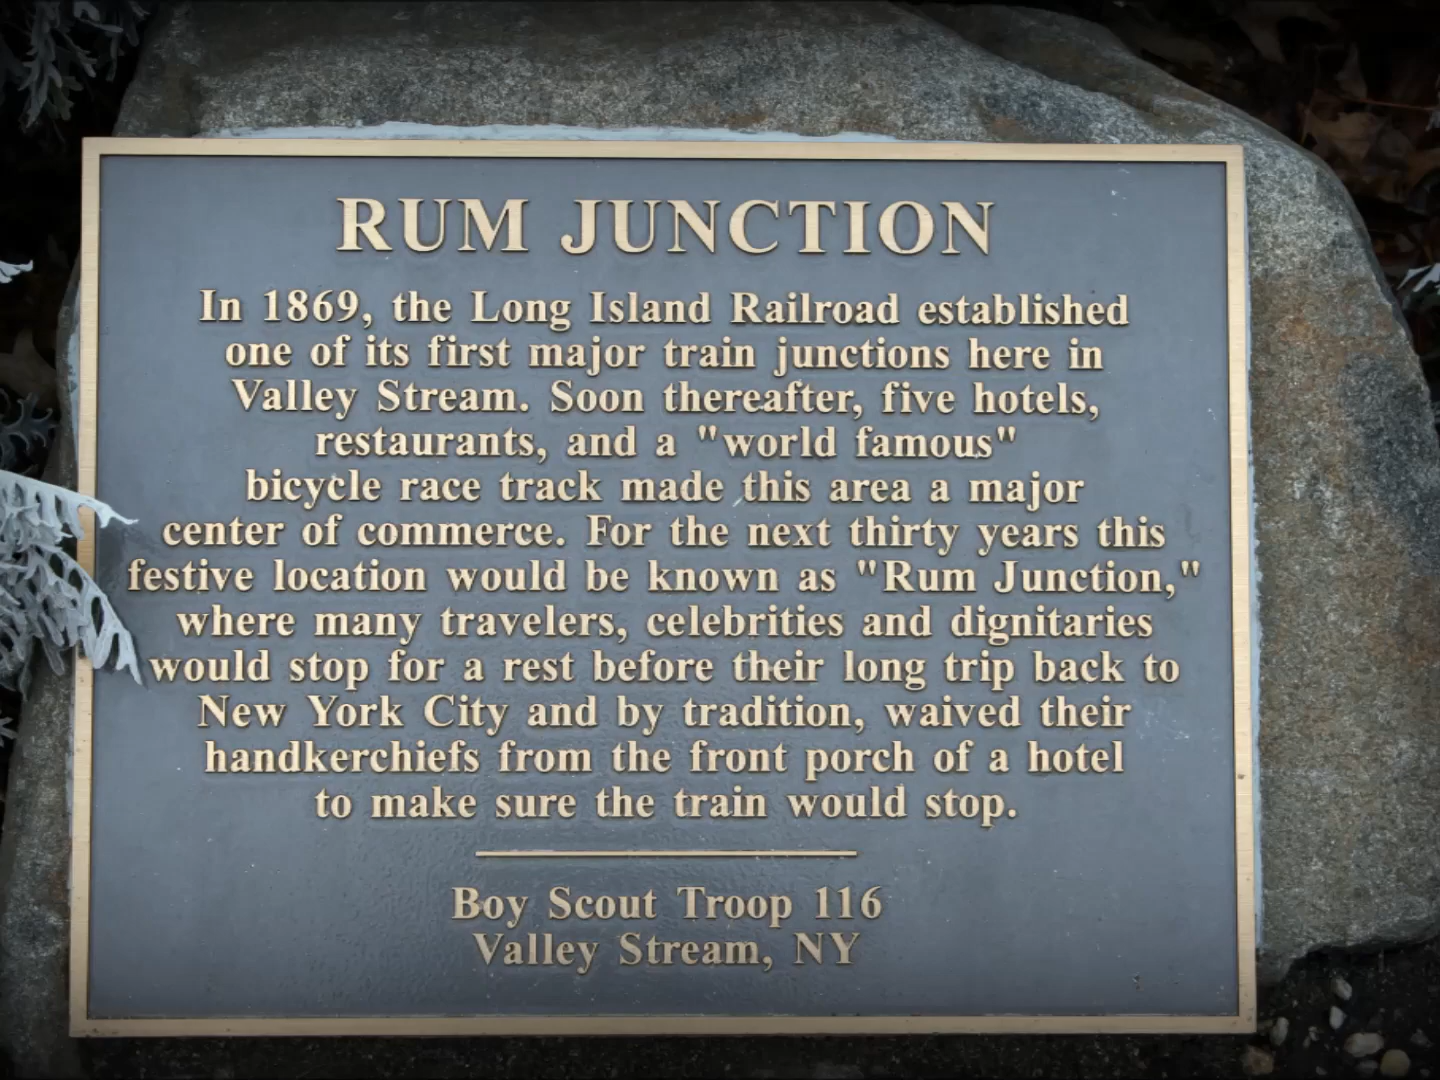 RUM JUNCTION
In 1869, the Long Island Railroad established
one of its first major train junctions here in
Valley Stream. Soon thereafter, five hotels,
restaurants, and a "world famous"
bicycle race track made this area a major
center of commerce. For the next thirty years this
festive location would be known as "Rum Junction,"
where many travelers, celebrities and dignitaries
would stop for a rest before their long trip back to
New York City and by tradition, waived their
handkerchiefs from the front porch of a hotel
to make sure the train would stop.
Boy Scout Troop 116
Valley Stream, NY